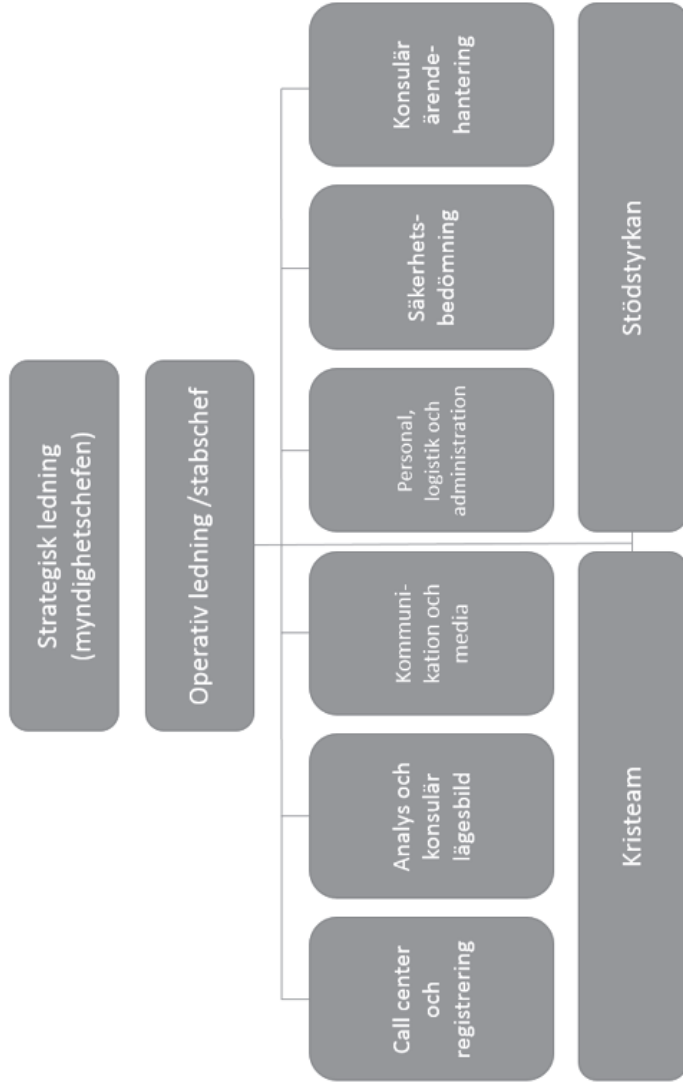 Strategisk ledning
(myndighetschefen)
Operativ ledning /stabschef
Call center
och
registrering
Analys och
konsulär
lägesbild
Kommuni-
kation och
media
Personal,
logistik och
administration
Säkerhets-
bedömning
Konsulär
ärende-
hantering
Kristeam
Stödstyrkan